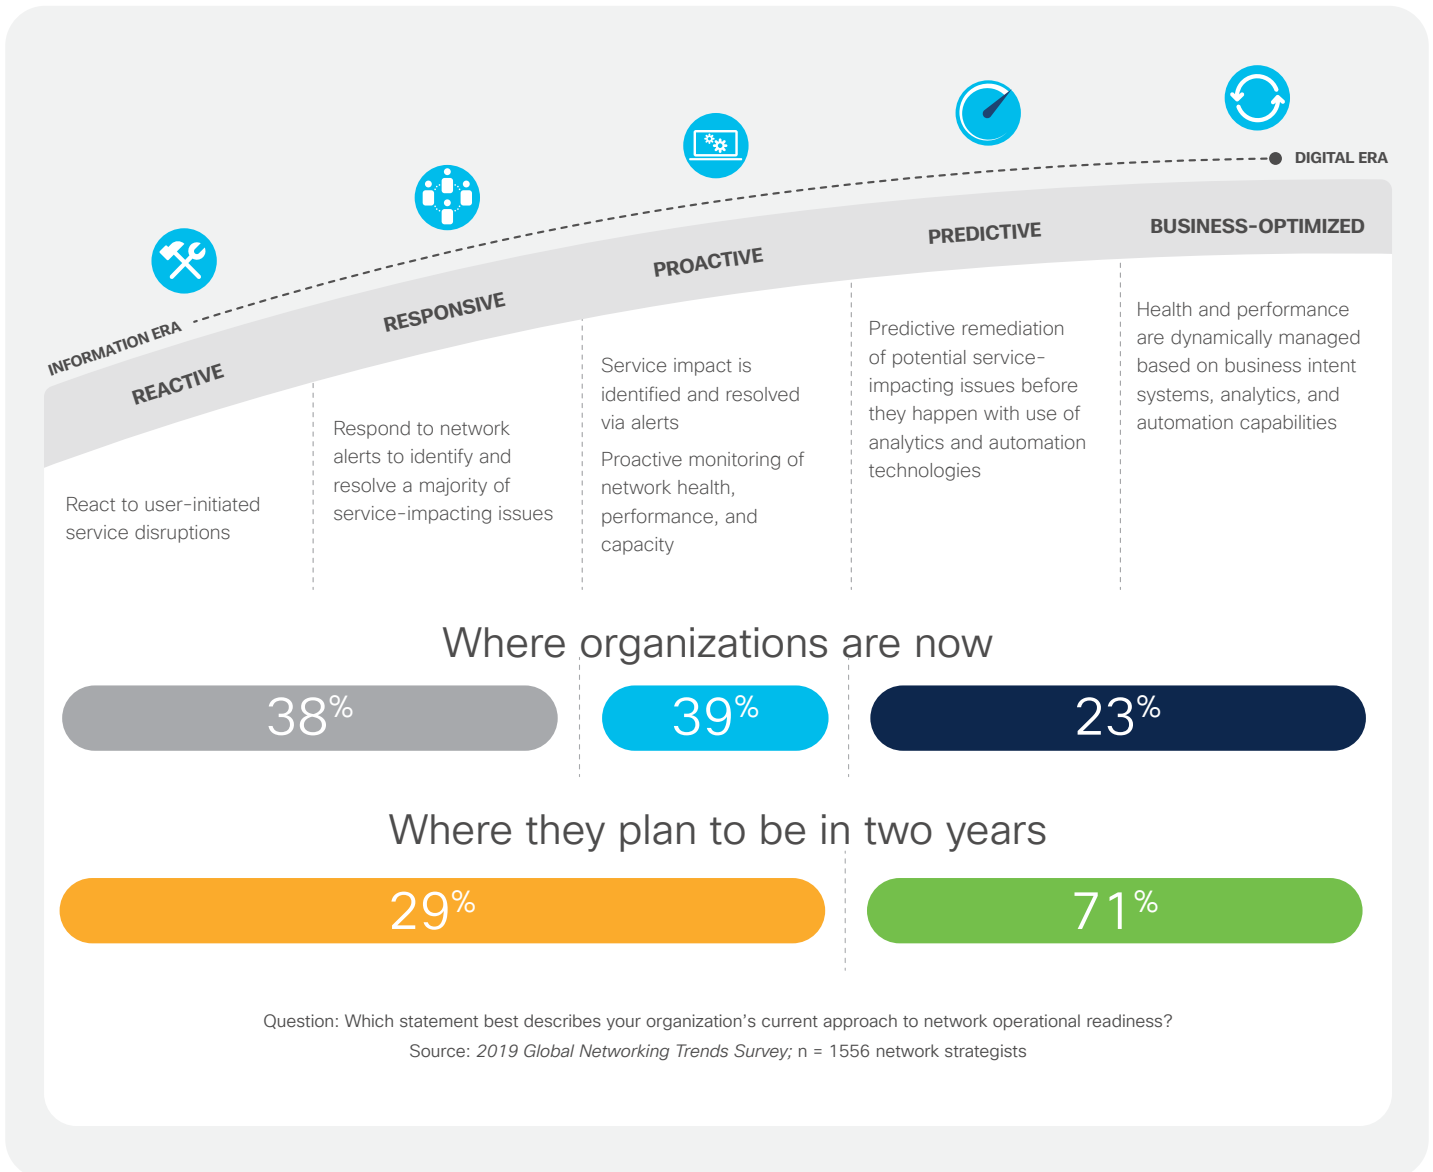 DIGITAL ERA
INFORMATION ERA
REACTIVE
RESPONSIVE
PROACTIVE
PREDICTIVE
BUSINESS-OPTIMIZED
React to user-initiated
service disruptions
Respond to network
alerts to identify and
resolve a majority of
service-impacting issues
Service impact is
identified and resolved
via alerts
Proactive monitoring of
network health,
performance, and
capacity
Predictive remediation
of potential service-
impacting issues before
they happen with use of
analytics and automation
technologies
Health and performance
are dynamically managed
based on business intent
systems, analytics, and
automation capabilities
Where organizations are now
38%
39%
23%
Where they plan to be in two years
29%
71%
Question: Which statement best describes your organization's current approach to network operational readiness?
Source: 2019 Global Networking Trends Survey; n = 1556 network strategists